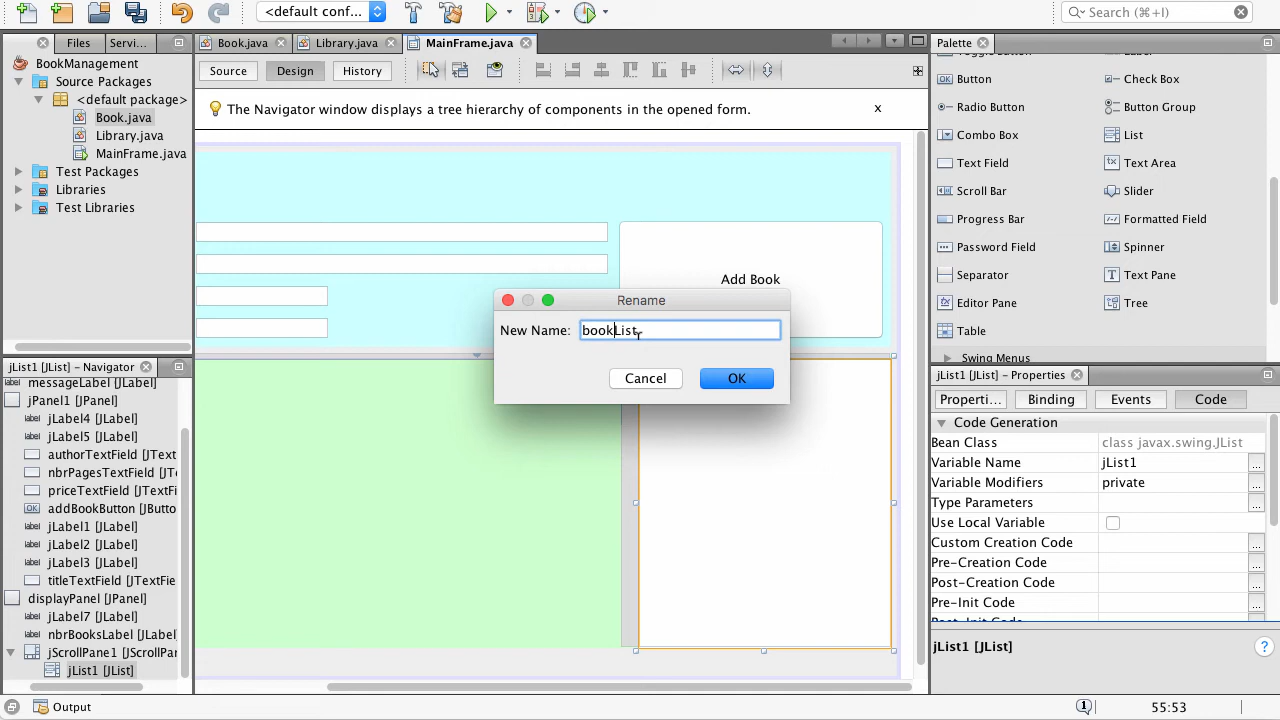 <default conf...
Search (⌘+I)
Files
Servi...
Book.java
Library.java
MainFrame.java
Palette
BookManagement
Source Packages
<default package>
Book.java
Library.java
MainFrame.java
Test Packages
Libraries
Test Libraries
Source
Design
History
The Navigator window displays a tree hierarchy of components in the opened form.
x
Add Book
Rename
New Name:
bookList
Cancel
OK
Button
Check Box
Radio Button
Button Group
Combo Box
List
Text Field
Text Area
Scroll Bar
Slider
Progress Bar
Formatted Field
Password Field
Spinner
Separator
Text Pane
Editor Pane
Tree
Table
Swing Menus
jList1 [JList] – Navigator
messageLabel [JLabel]
jPanel1 [JPanel]
jLabel4 [JLabel]
jLabel5 [JLabel]
authorTextField [JText
nbrPagesTextField [JTe
priceTextField [JTextFi
addBookButton [JButto
jLabel1 [JLabel]
jLabel2 [JLabel]
jLabel3 [JLabel]
titleTextField [JTextFie
displayPanel [JPanel]
jLabel7 [JLabel]
nbrBooksLabel [JLabel
jScrollPane1 [JScrollPar
jList1 [JList]
jList1 [JList] – Properties
Properti...
Binding
Events
Code
Code Generation
Bean Class
class javax.swing.JList
Variable Name
jList1
...
Variable Modifiers
private
...
Type Parameters
...
Use Local Variable
Custom Creation Code
...
Pre-Creation Code
...
Post-Creation Code
...
Pre-Init Code
...
jList1 [JList]
Output
55:53